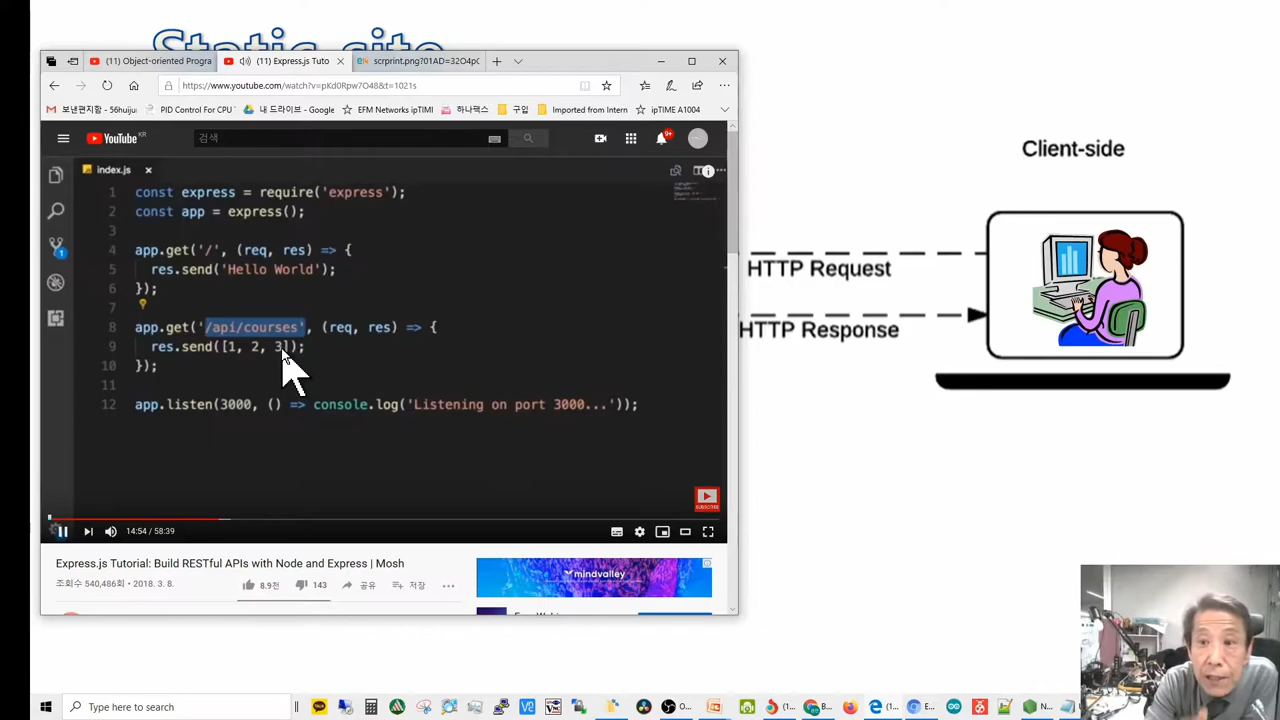 Static site
(11) Object-oriented Progra
(11) Express.js Tuto
scrprint.png?01AD=32O4p
https://www.youtube.com/watch?v=pKd0Rpw7O48&t=1021s
보낸편지함 - 56huiju
PID Control For CPU
내 드라이브 - Google
EFM Networks ipTIMI
하나팩스
구입
Imported from Intern
ipTIME A1004
YouTube KR
검색
9+
index.js
1 const express = require('express');
2 const app = express();
3
4 app.get('/', (req, res) => {
5 res.send('Hello World');
6 });
7
8 app.get('/api/courses', (req, res) => {
9 res.send([1, 2, 3]);
10 });
11
12 app.listen(3000, () => console.log('Listening on port 3000...'));
1
SUBSCRIBE
14:54 / 58:39
Express.js Tutorial: Build RESTful APIs with Node and Express | Mosh
조회수 540,486회 • 2018. 3. 8.
8.9천
143
공유
저장
mindvalley
Client-side
HTTP Request
HTTP Response
Type here to search